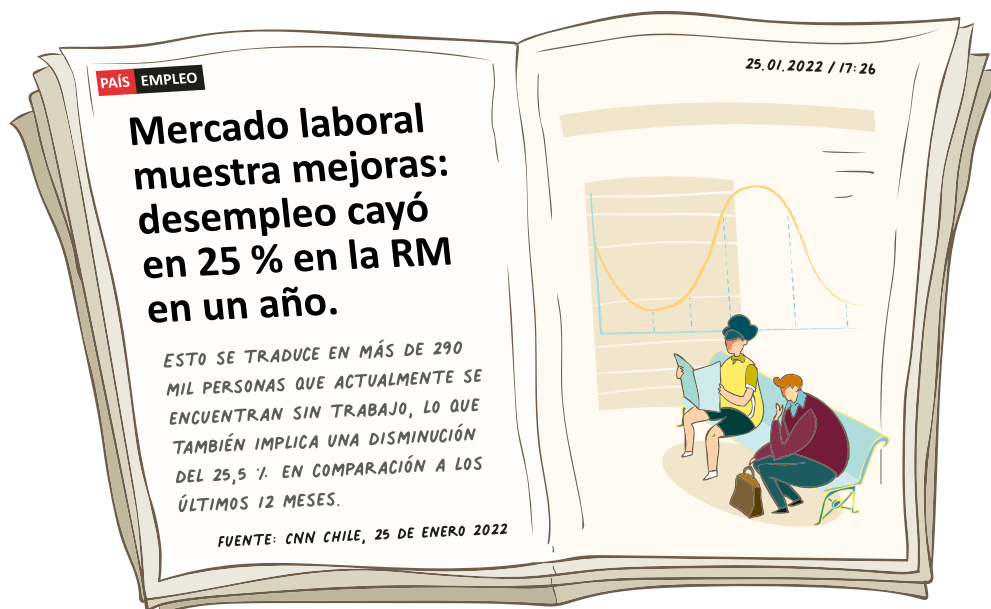 PAÍS EMPLEO
Mercado laboral
muestra mejoras:
desempleo cayó
en 25 % en la RM
en un año.
ESTO SE TRADUCE EN MÁS DE 290
MIL PERSONAS QUE ACTUALMENTE SE
ENCUENTRAN SIN TRABAJO, LO QUE
TAMBIÉN IMPLICA UNA DISMINUCIÓN
DEL 25,5 % EN COMPARACIÓN A LOS
ÚLTIMOS 12 MESES.
FUENTE: CNN CHILE, 25 DE ENERO 2022
25.01.2022 / 17:26